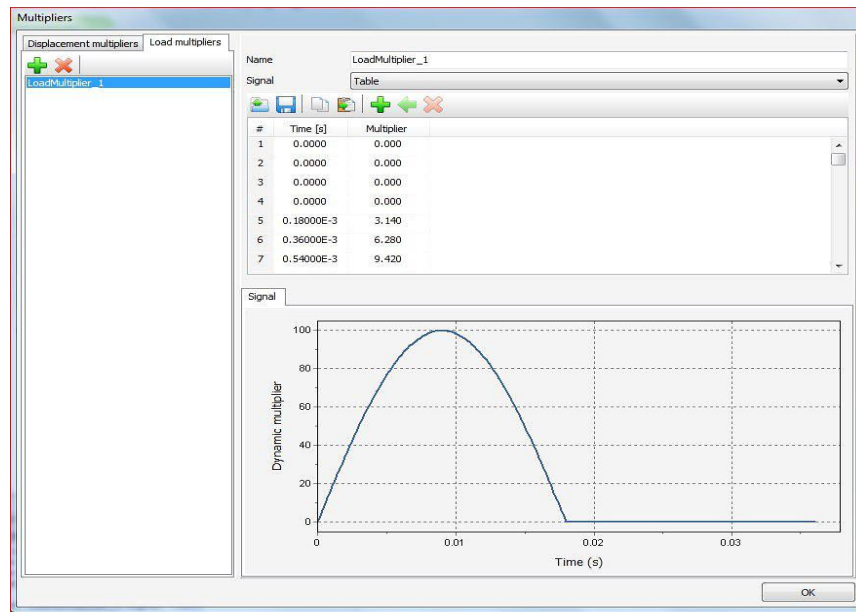 Multipliers
Displacement multipliers
Load multipliers
LoadMultiplier_1
Name
LoadMultiplier_1
Signal
Table
# Time [s] Multiplier
1 0.0000 0.000
2 0.0000 0.000
3 0.0000 0.000
4 0.0000 0.000
5 0.18000E-3 3.140
6 0.36000E-3 6.280
7 0.54000E-3 9.420
Signal
100
80
60
40
20
0
Dynamic multiplier
0 0.01 0.02 0.03
Time (s)
OK